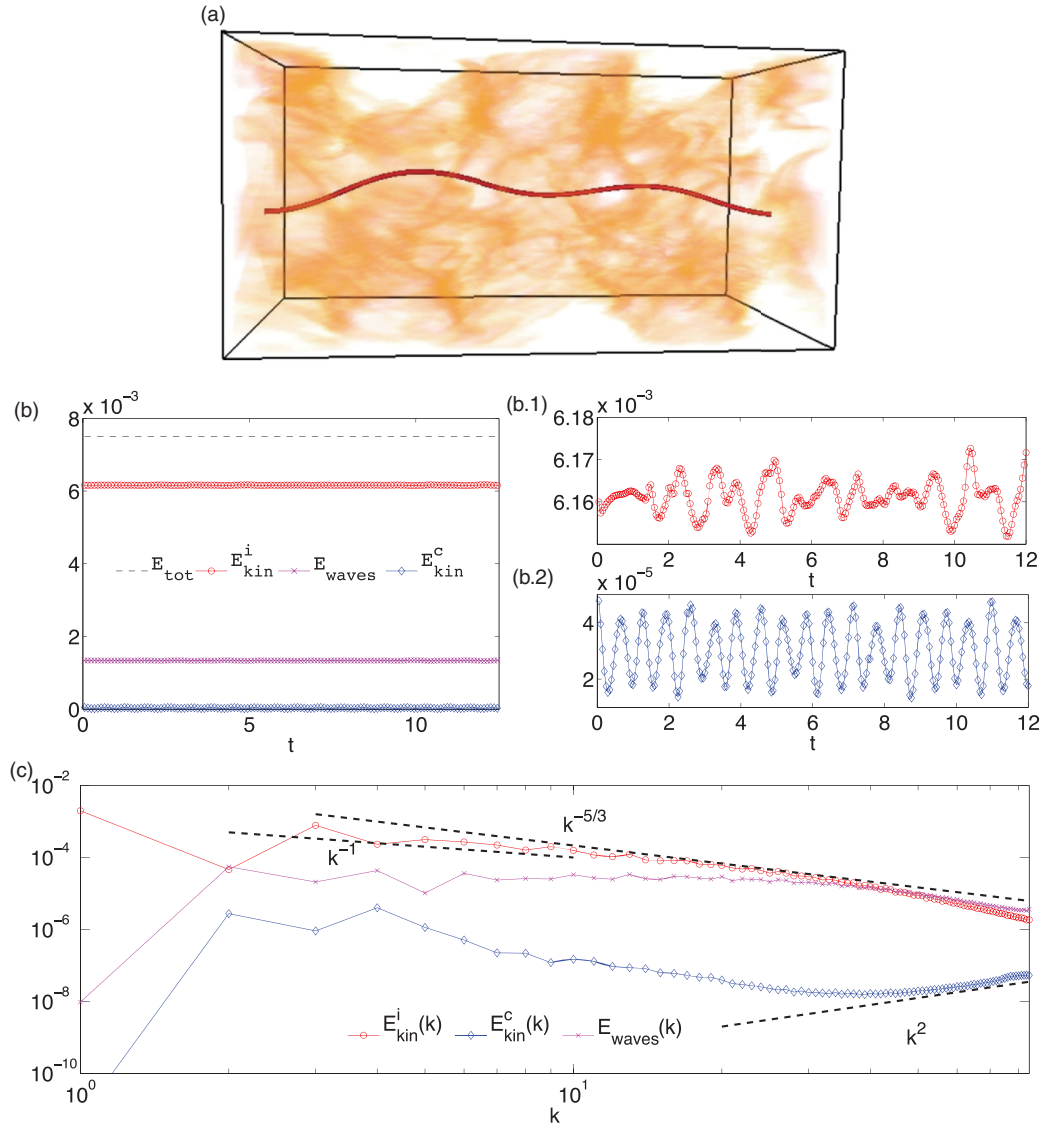 (a)
(b)
x 10^-3
8
6
4
2
0
0 5 10
t
E_tot E^i_kin E_waves E^c_kin
(b.1)
x 10^-3
6.18
6.17
6.16
0 2 4 6 8 10 12
t
(b.2)
x 10^-5
4
2
0 2 4 6 8 10 12
t
(c)
10^-2
10^-4
10^-6
10^-8
10^-10
k^-5/3
k^-1
k^2
E^i_kin(k) E^c_kin(k) E_waves(k)
10^0 10^1
k